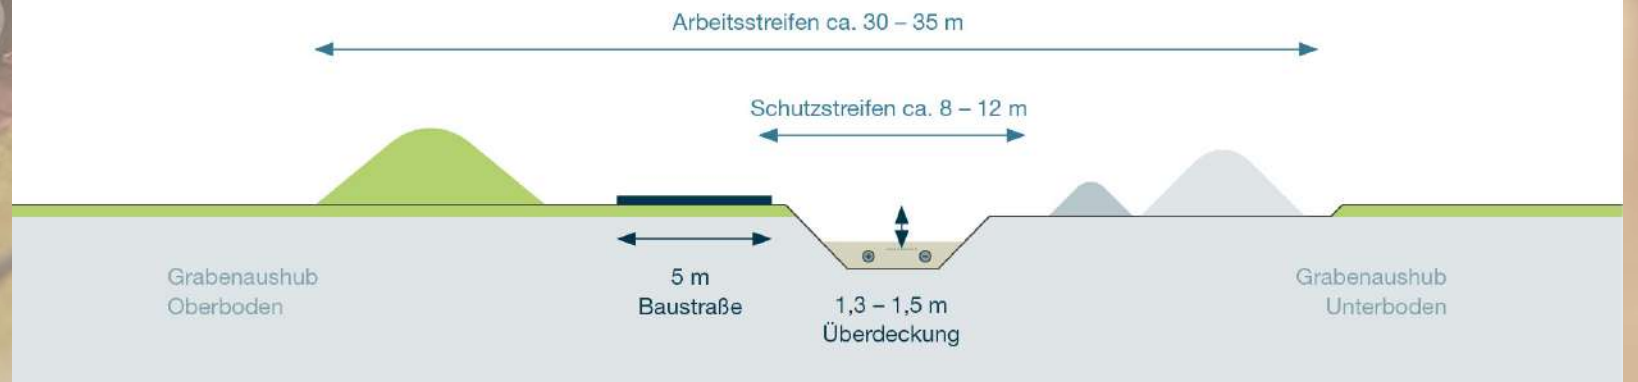 Arbeitsstreifen ca. 30 – 35 m
Schutzstreifen ca. 8 – 12 m
Grabenaushub
Oberboden
5 m
Baustraße
1,3 – 1,5 m
Überdeckung
Grabenaushub
Unterboden